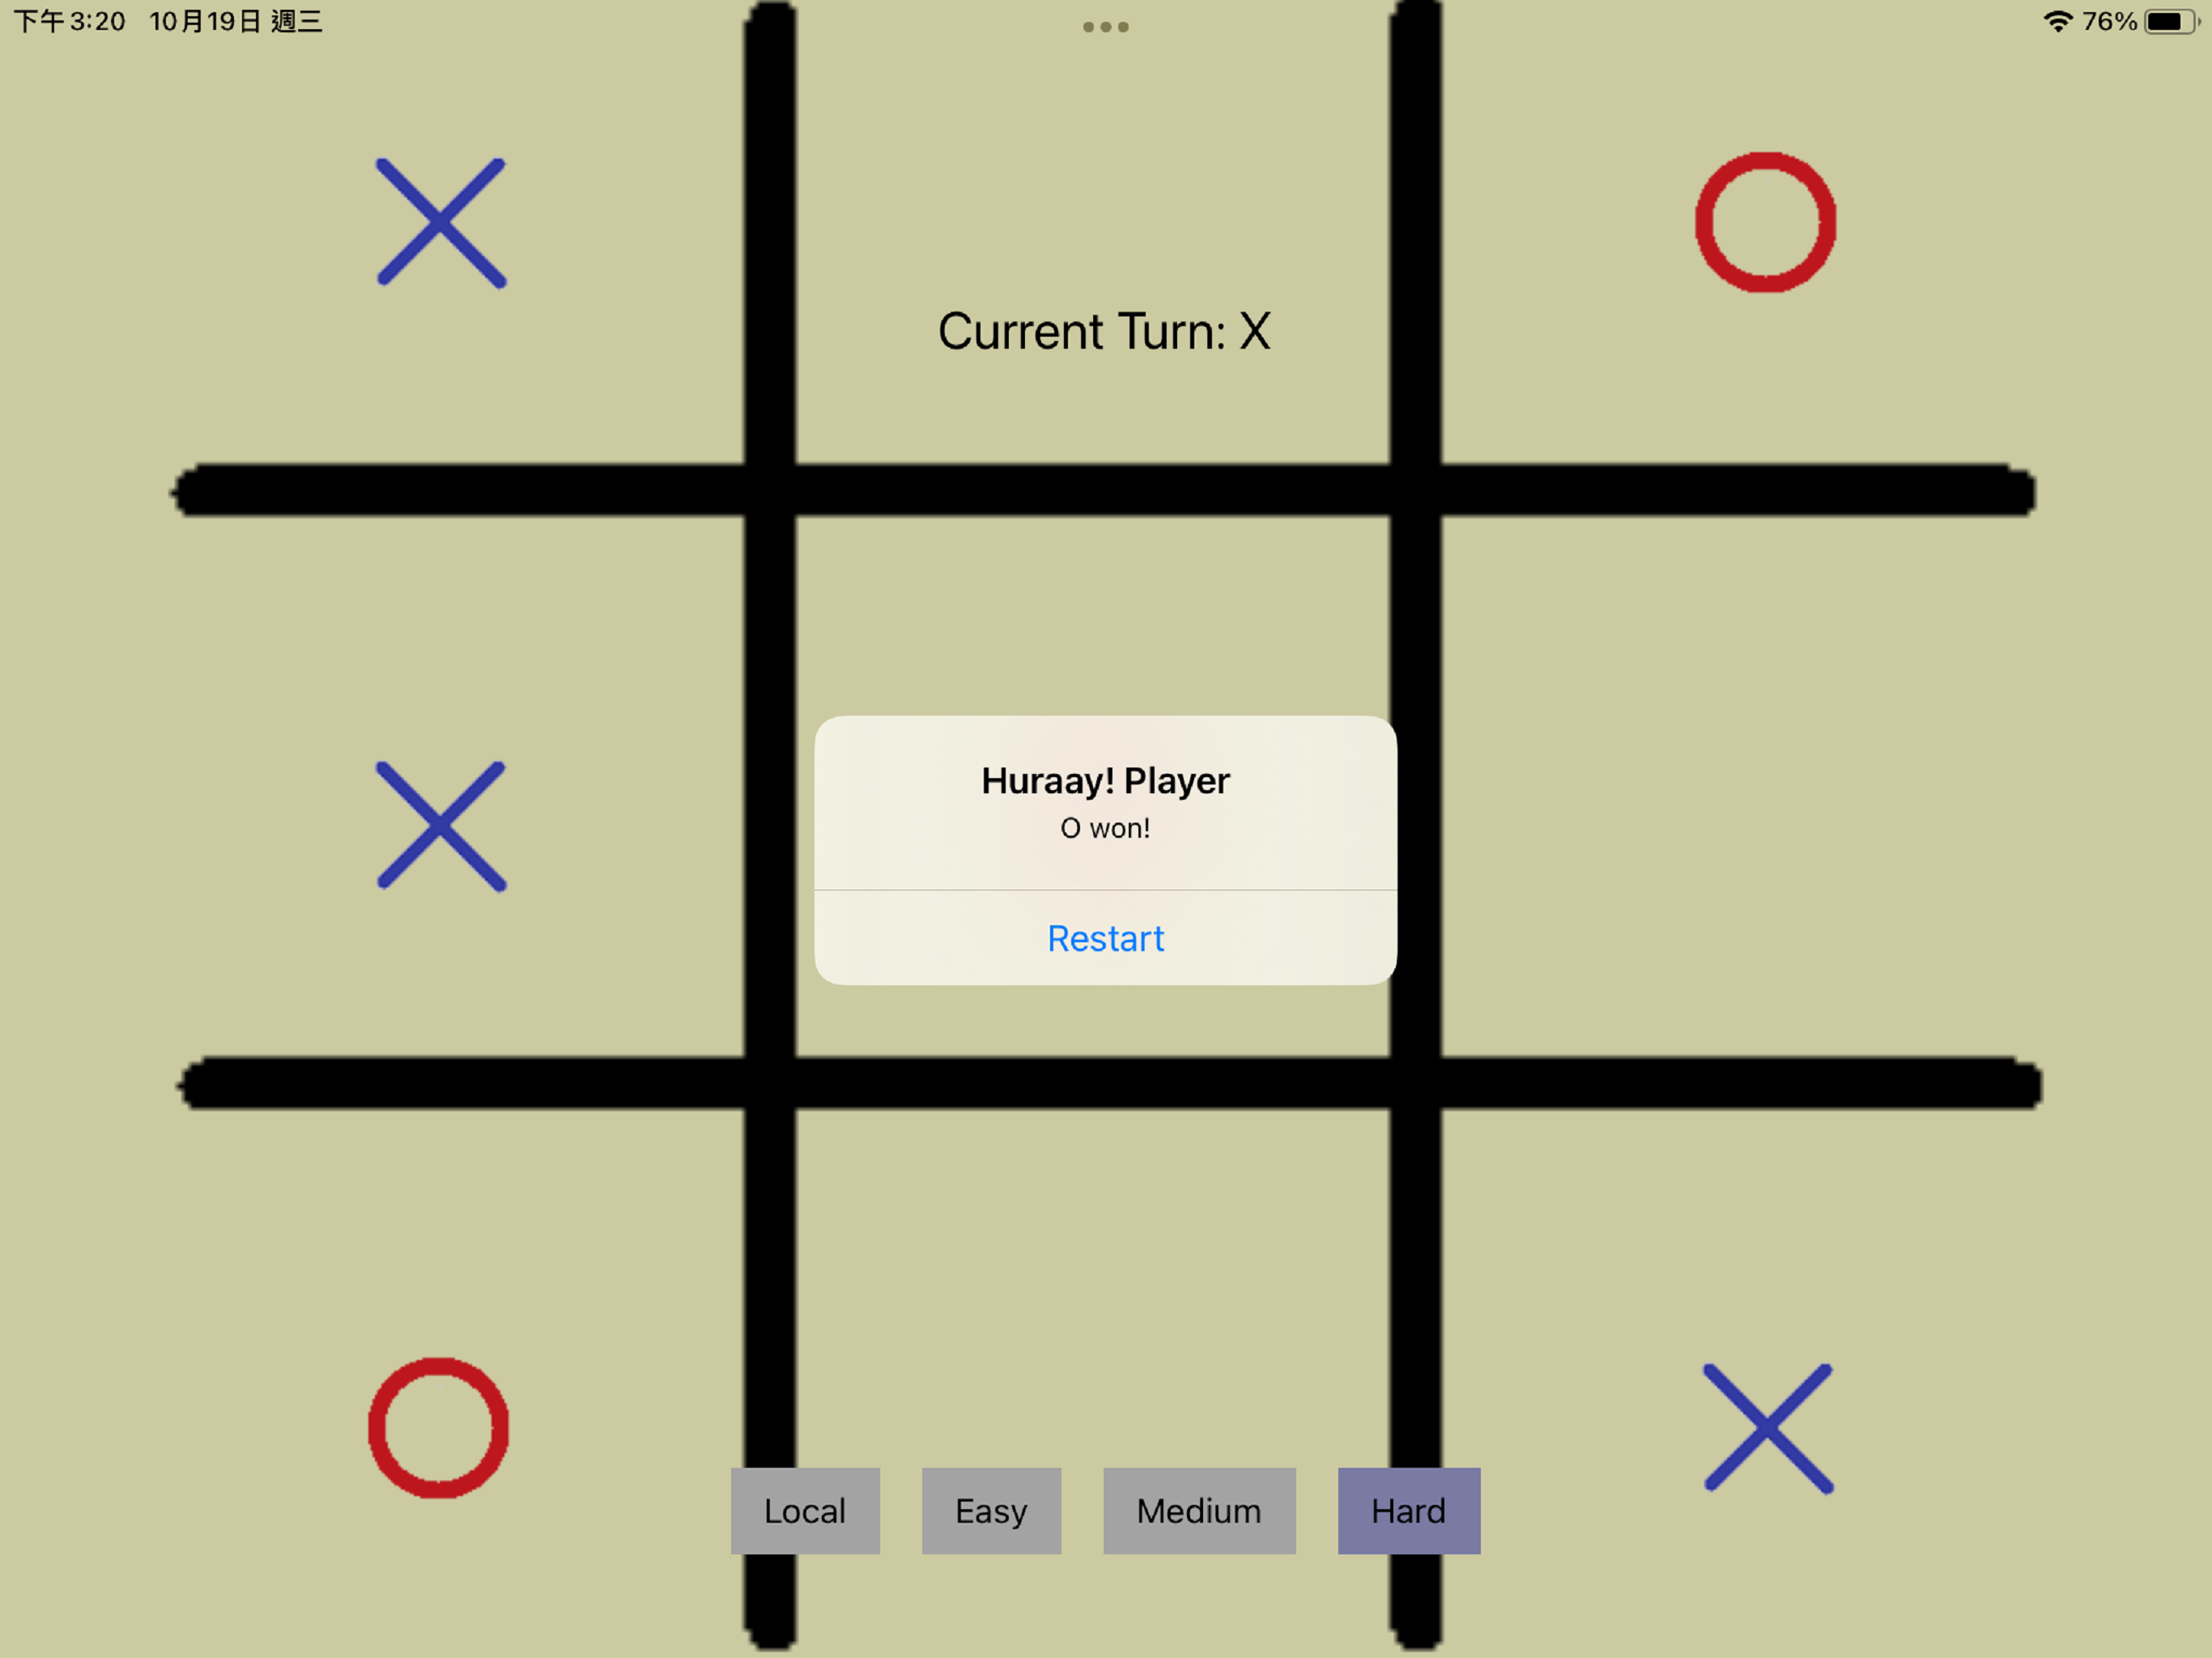 下午3:20 10月19日 週三
76%
Current Turn: X
Huraay! Player
O won!
Restart
Local Easy Medium Hard